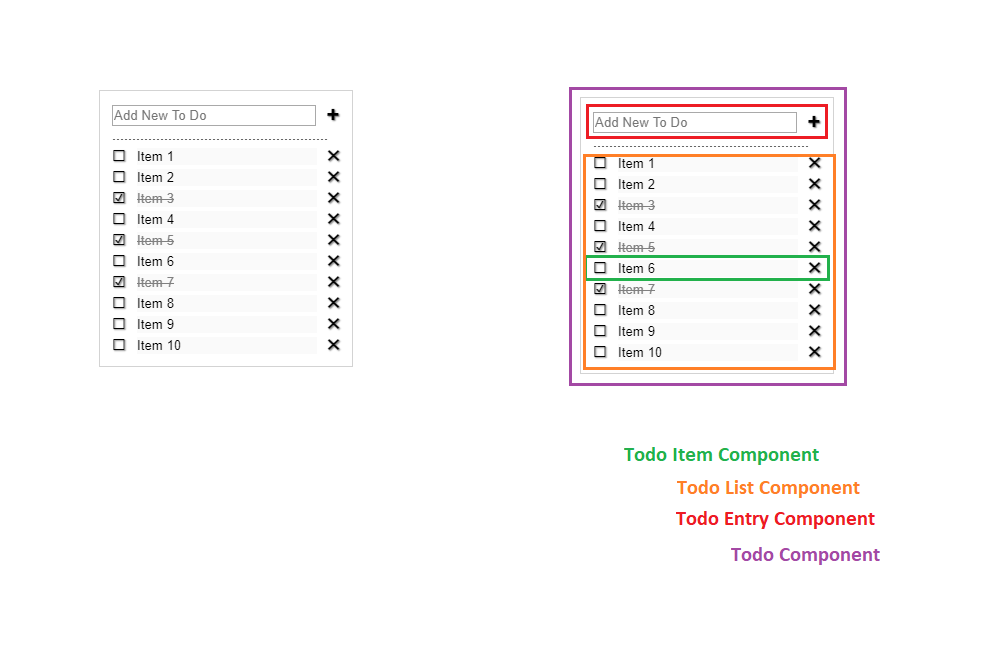 Add New To Do
Item 1
Item 2
Item 3
Item 4
Item 5
Item 6
Item 7
Item 8
Item 9
Item 10
Add New To Do
Item 1
Item 2
Item 3
Item 4
Item 5
Item 6
Item 7
Item 8
Item 9
Item 10
Todo Item Component
Todo List Component
Todo Entry Component
Todo Component